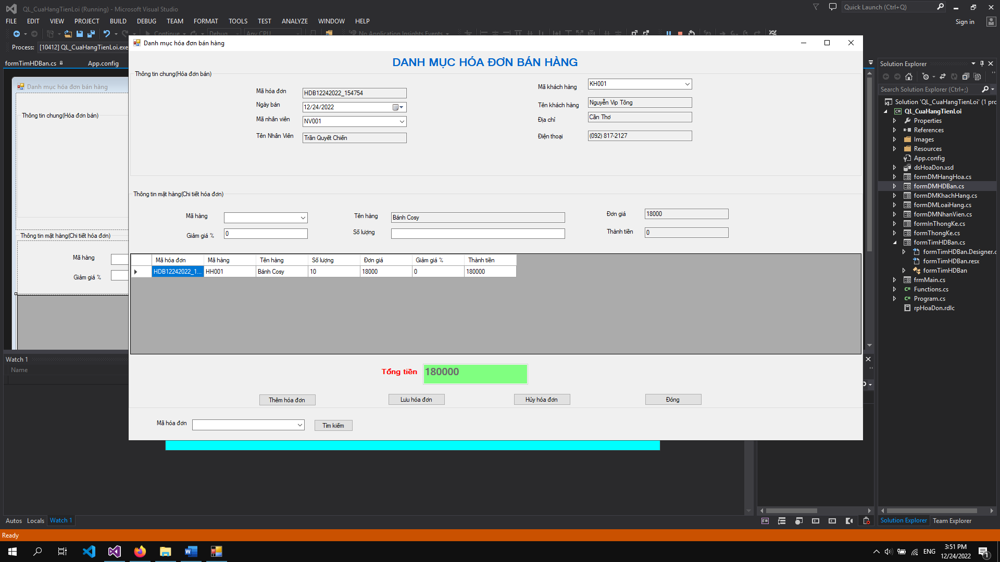 QL_CuaHangTienLoi (Running) - Microsoft Visual Studio
Quick Launch (Ctrl+Q)
FILE EDIT VIEW PROJECT BUILD DEBUG TEAM FORMAT TOOLS TEST ANALYZE WINDOW HELP
Sign in
Continue Debug Any CPU No Application Insights Events
Process: [10412] QL_CuaHangTienLoi.exe
formTimHDBan.cs App.config
Danh mục hóa đơn bán hàng
Thông tin chung(Hóa đơn bán)
Thông tin mặt hàng(Chi tiết hóa đơn)
Mã hàng
Giảm giá %
Watch 1
Name
Danh mục hóa đơn bán hàng
DANH MỤC HÓA ĐƠN BÁN HÀNG
Thông tin chung(Hóa đơn bán)
Mã hóa đơn HDB12242022_154754
Ngày bán 12/24/2022
Mã nhân viên NV001
Tên Nhân Viên Trần Quyết Chiến
Mã khách hàng KH001
Tên khách hàng Nguyễn Vip Tông
Địa chỉ Cần Thơ
Điện thoại (092) 817-2127
Thông tin mặt hàng(Chi tiết hóa đơn)
Mã hàng Tên hàng Bánh Cosy Đơn giá 18000
Giảm giá % 0 Số lượng Thành tiền 0
Mã hóa đơn Mã hàng Tên hàng Số lượng Đơn giá Giảm giá % Thành tiền
HDB12242022_1... HH001 Bánh Cosy 10 18000 0 180000
Tổng tiền 180000
Thêm hóa đơn Lưu hóa đơn Hủy hóa đơn Đóng
Mã hóa đơn Tìm kiếm
Solution Explorer
Search Solution Explorer (Ctrl+;)
Solution 'QL_CuaHangTienLoi' (1 pro
QL_CuaHangTienLoi
Properties
References
Images
Resources
App.config
dsHoaDon.xsd
formDMHangHoa.cs
formDMHDBan.cs
formDMKhachHang.cs
formDMLoaiHang.cs
formDMNhanVien.cs
formInThongKe.cs
formThongKe.cs
formTimHDBan.cs
formTimHDBan.Designer.c
formTimHDBan.resx
formTimHDBan
frmMain.cs
Functions.cs
Program.cs
rpHoaDon.rdlc
Autos Locals Watch 1
Solution Explorer Team Explorer
Ready
ENG
3:51 PM
12/24/2022
1